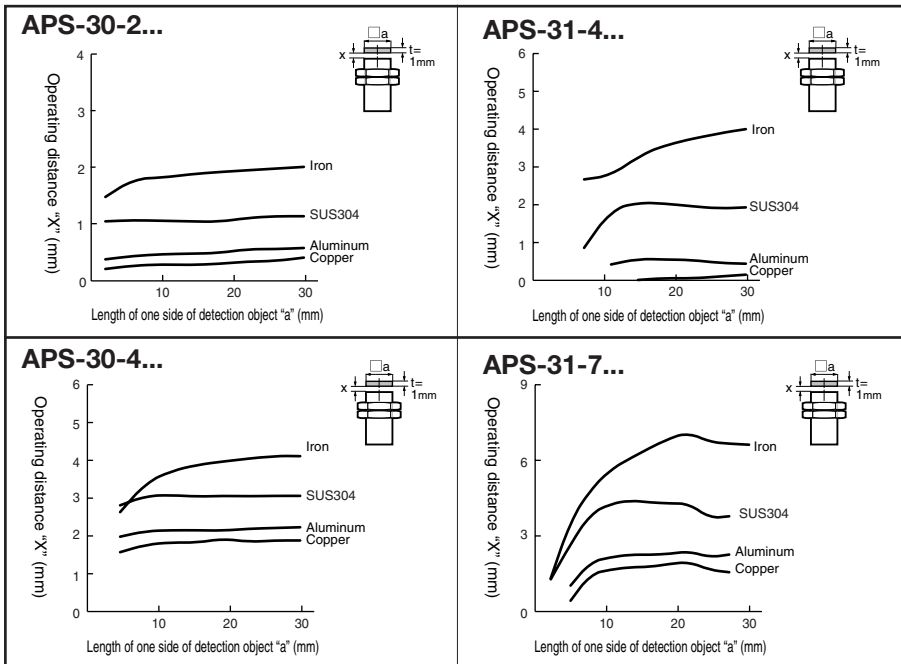 APS-30-2...
□a
x
t=
1mm
Operating distance "X" (mm)
4
3
2
1
0
Iron
SUS304
Aluminum
Copper
10
20
30
Length of one side of detection object "a" (mm)
APS-31-4...
□a
x
t=
1mm
Operating distance "X" (mm)
6
5
4
3
2
1
0
Iron
SUS304
Aluminum
Copper
10
20
30
Length of one side of detection object "a" (mm)
APS-30-4...
□a
x
t=
1mm
Operating distance "X" (mm)
6
5
4
3
2
1
0
Iron
SUS304
Aluminum
Copper
10
20
30
Length of one side of detection object "a" (mm)
APS-31-7...
□a
x
t=
1mm
Operating distance "X" (mm)
9
6
3
0
Iron
SUS304
Aluminum
Copper
10
20
30
Length of one side of detection object "a" (mm)